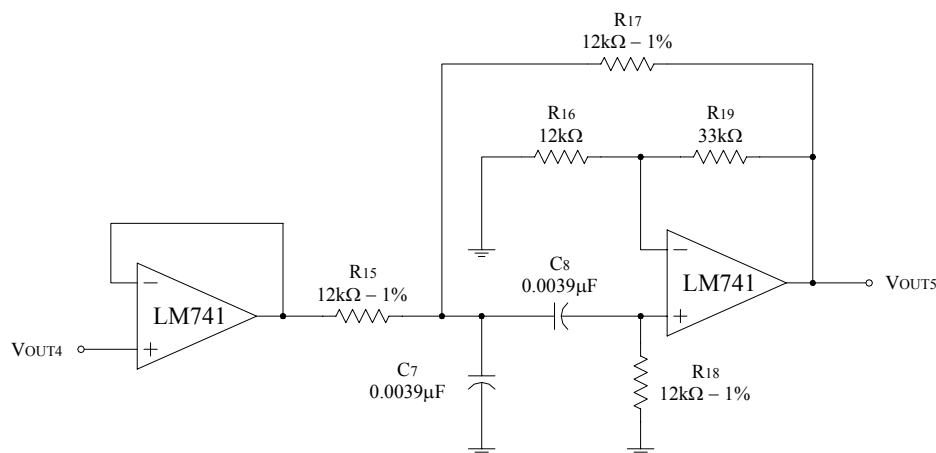 R17
12kΩ – 1%
R16
12kΩ
R19
33kΩ
−
LM741
+
VOUT5
−
LM741
+
VOUT4
R15
12kΩ – 1%
C8
0.0039µF
C7
0.0039µF
R18
12kΩ – 1%